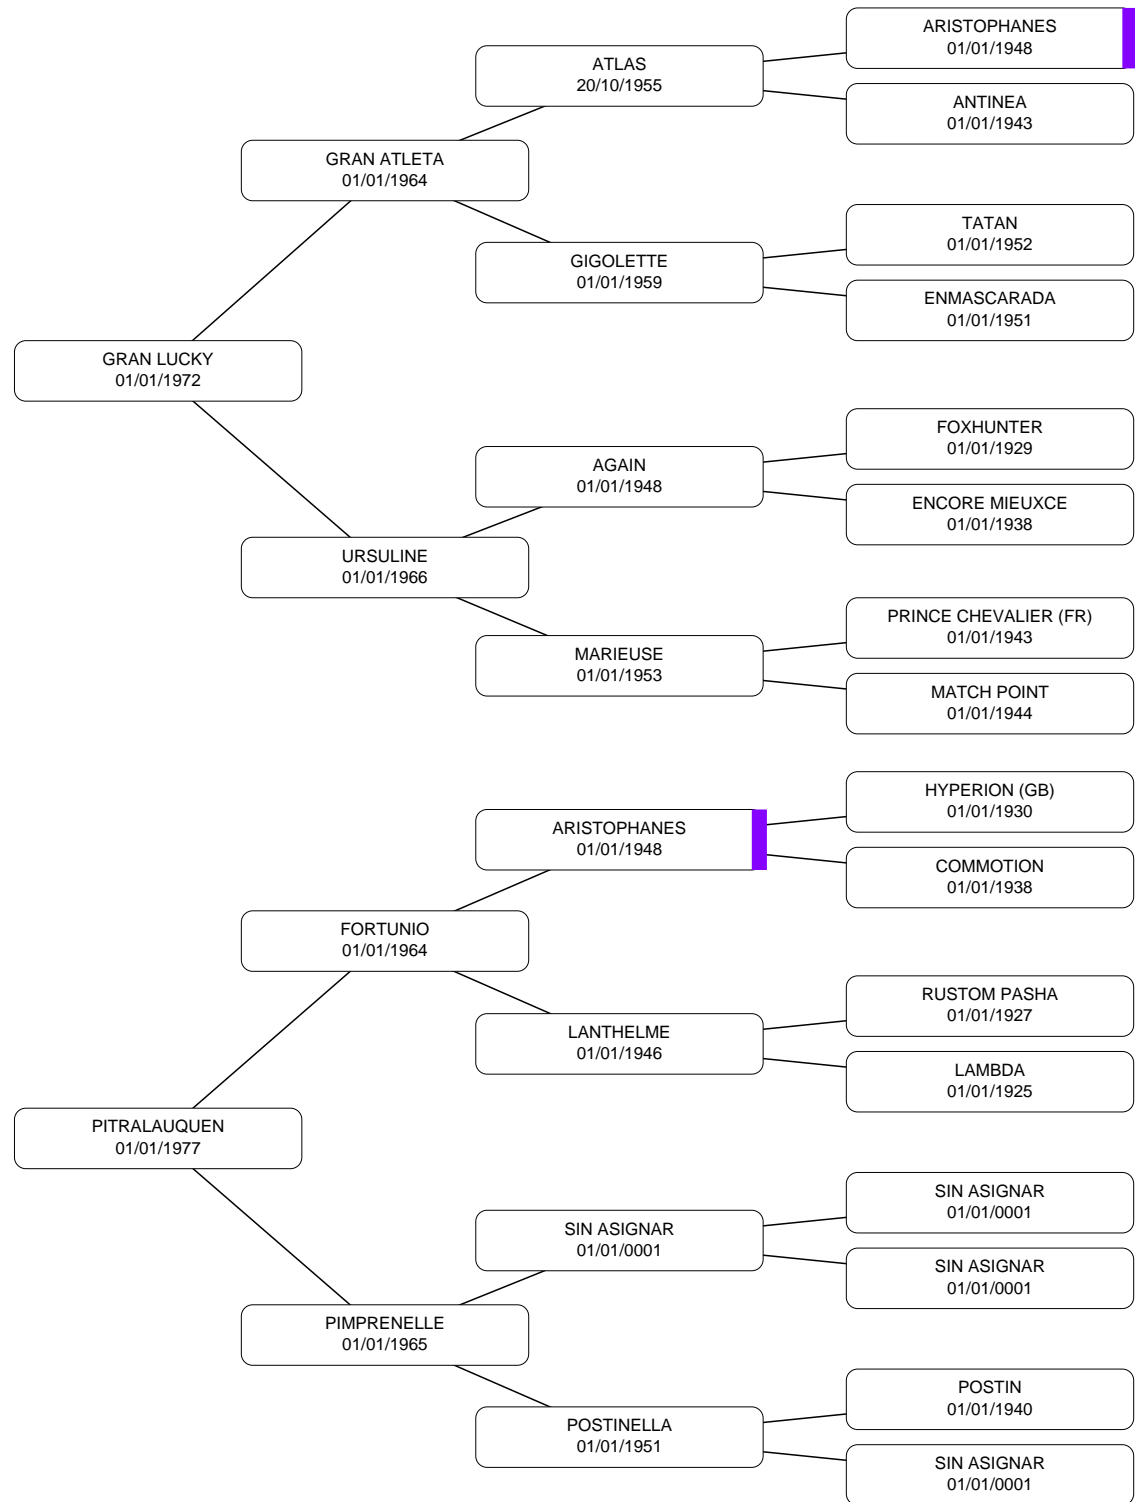 ARISTOPHANES
01/01/1948
ATLAS
20/10/1955
ANTINEA
01/01/1943
GRAN ATLETA
01/01/1964
TATAN
01/01/1952
GIGOLETTE
01/01/1959
ENMASCARADA
01/01/1951
GRAN LUCKY
01/01/1972
FOXHUNTER
01/01/1929
AGAIN
01/01/1948
ENCORE MIEUXCE
01/01/1938
URSULINE
01/01/1966
PRINCE CHEVALIER (FR)
01/01/1943
MARIEUSE
01/01/1953
MATCH POINT
01/01/1944
HYPERION (GB)
01/01/1930
ARISTOPHANES
01/01/1948
COMMOTION
01/01/1938
FORTUNIO
01/01/1964
RUSTOM PASHA
01/01/1927
LANTHELME
01/01/1946
LAMBDA
01/01/1925
PITRALAUQUEN
01/01/1977
SIN ASIGNAR
01/01/0001
SIN ASIGNAR
01/01/0001
SIN ASIGNAR
01/01/0001
PIMPRENELLE
01/01/1965
POSTIN
01/01/1940
POSTINELLA
01/01/1951
SIN ASIGNAR
01/01/0001